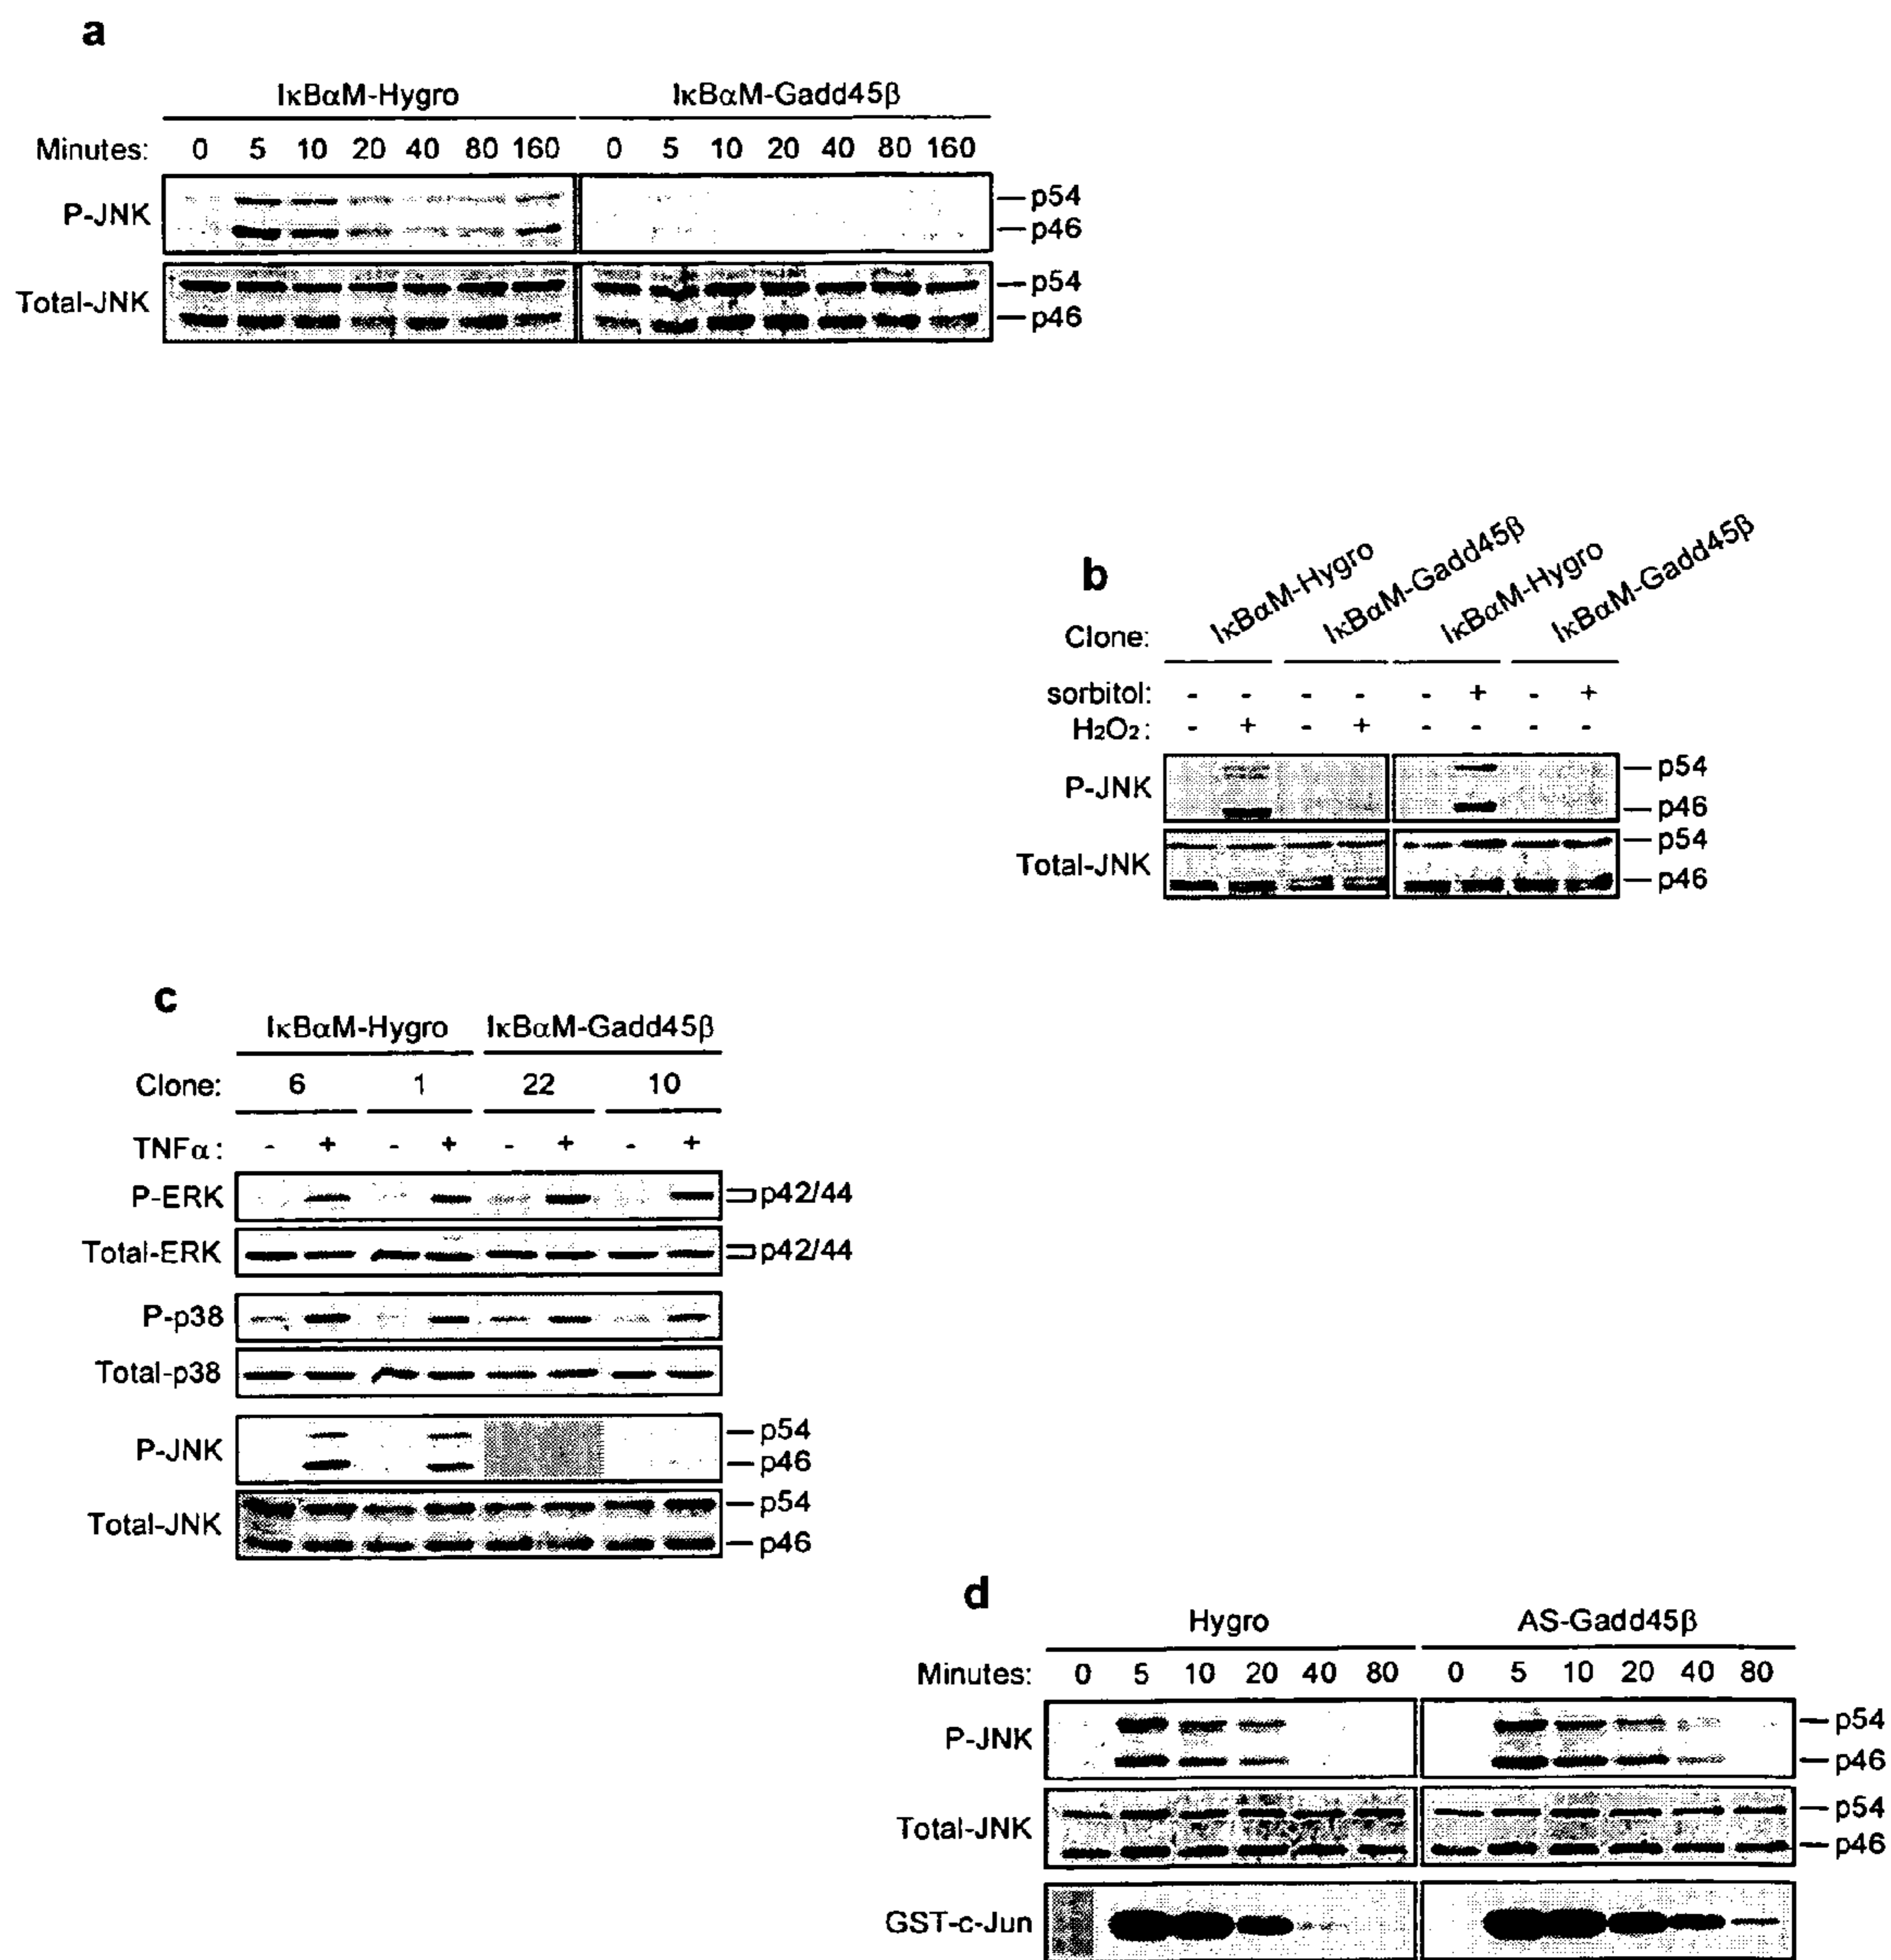 a
IκBαM-Hygro IκBαM-Gadd45β
Minutes: 0 5 10 20 40 80 160 0 5 10 20 40 80 160
P-JNK p54
p46
Total-JNK p54
p46
b
Clone: IκBαM-Hygro IκBαM-Gadd45β IκBαM-Hygro IκBαM-Gadd45β
sorbitol: - - - - - + - +
H2O2: - + - + - - - -
P-JNK p54
p46
Total-JNK p54
p46
c
IκBαM-Hygro IκBαM-Gadd45β
Clone: 6 1 22 10
TNFα: - + - + - + - +
P-ERK p42/44
Total-ERK p42/44
P-p38
Total-p38
P-JNK p54
p46
Total-JNK p54
p46
d
Hygro AS-Gadd45β
Minutes: 0 5 10 20 40 80 0 5 10 20 40 80
P-JNK p54
p46
Total-JNK p54
p46
GST-c-Jun